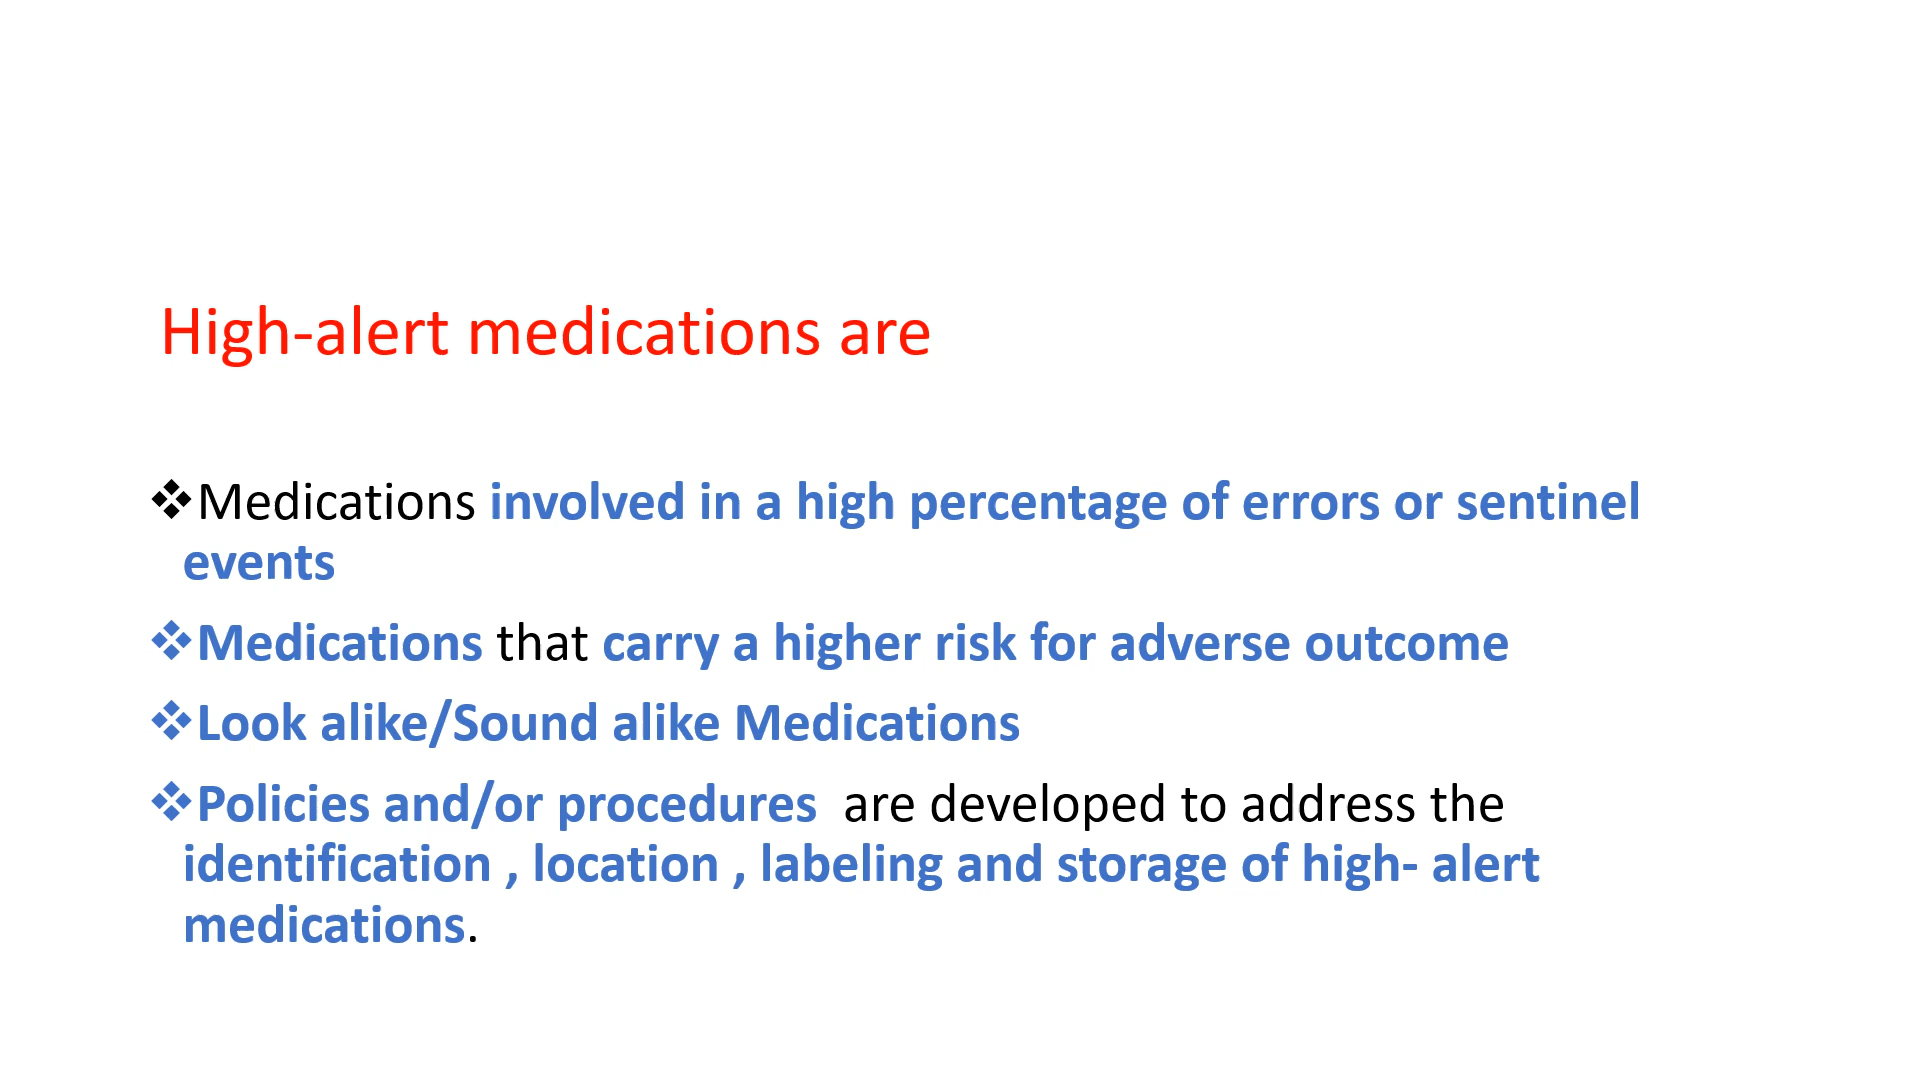 High-alert medications are
❖Medications involved in a high percentage of errors or sentinel
events
❖Medications that carry a higher risk for adverse outcome
❖Look alike/Sound alike Medications
❖Policies and/or procedures  are developed to address the
identification , location , labeling and storage of high- alert
medications.